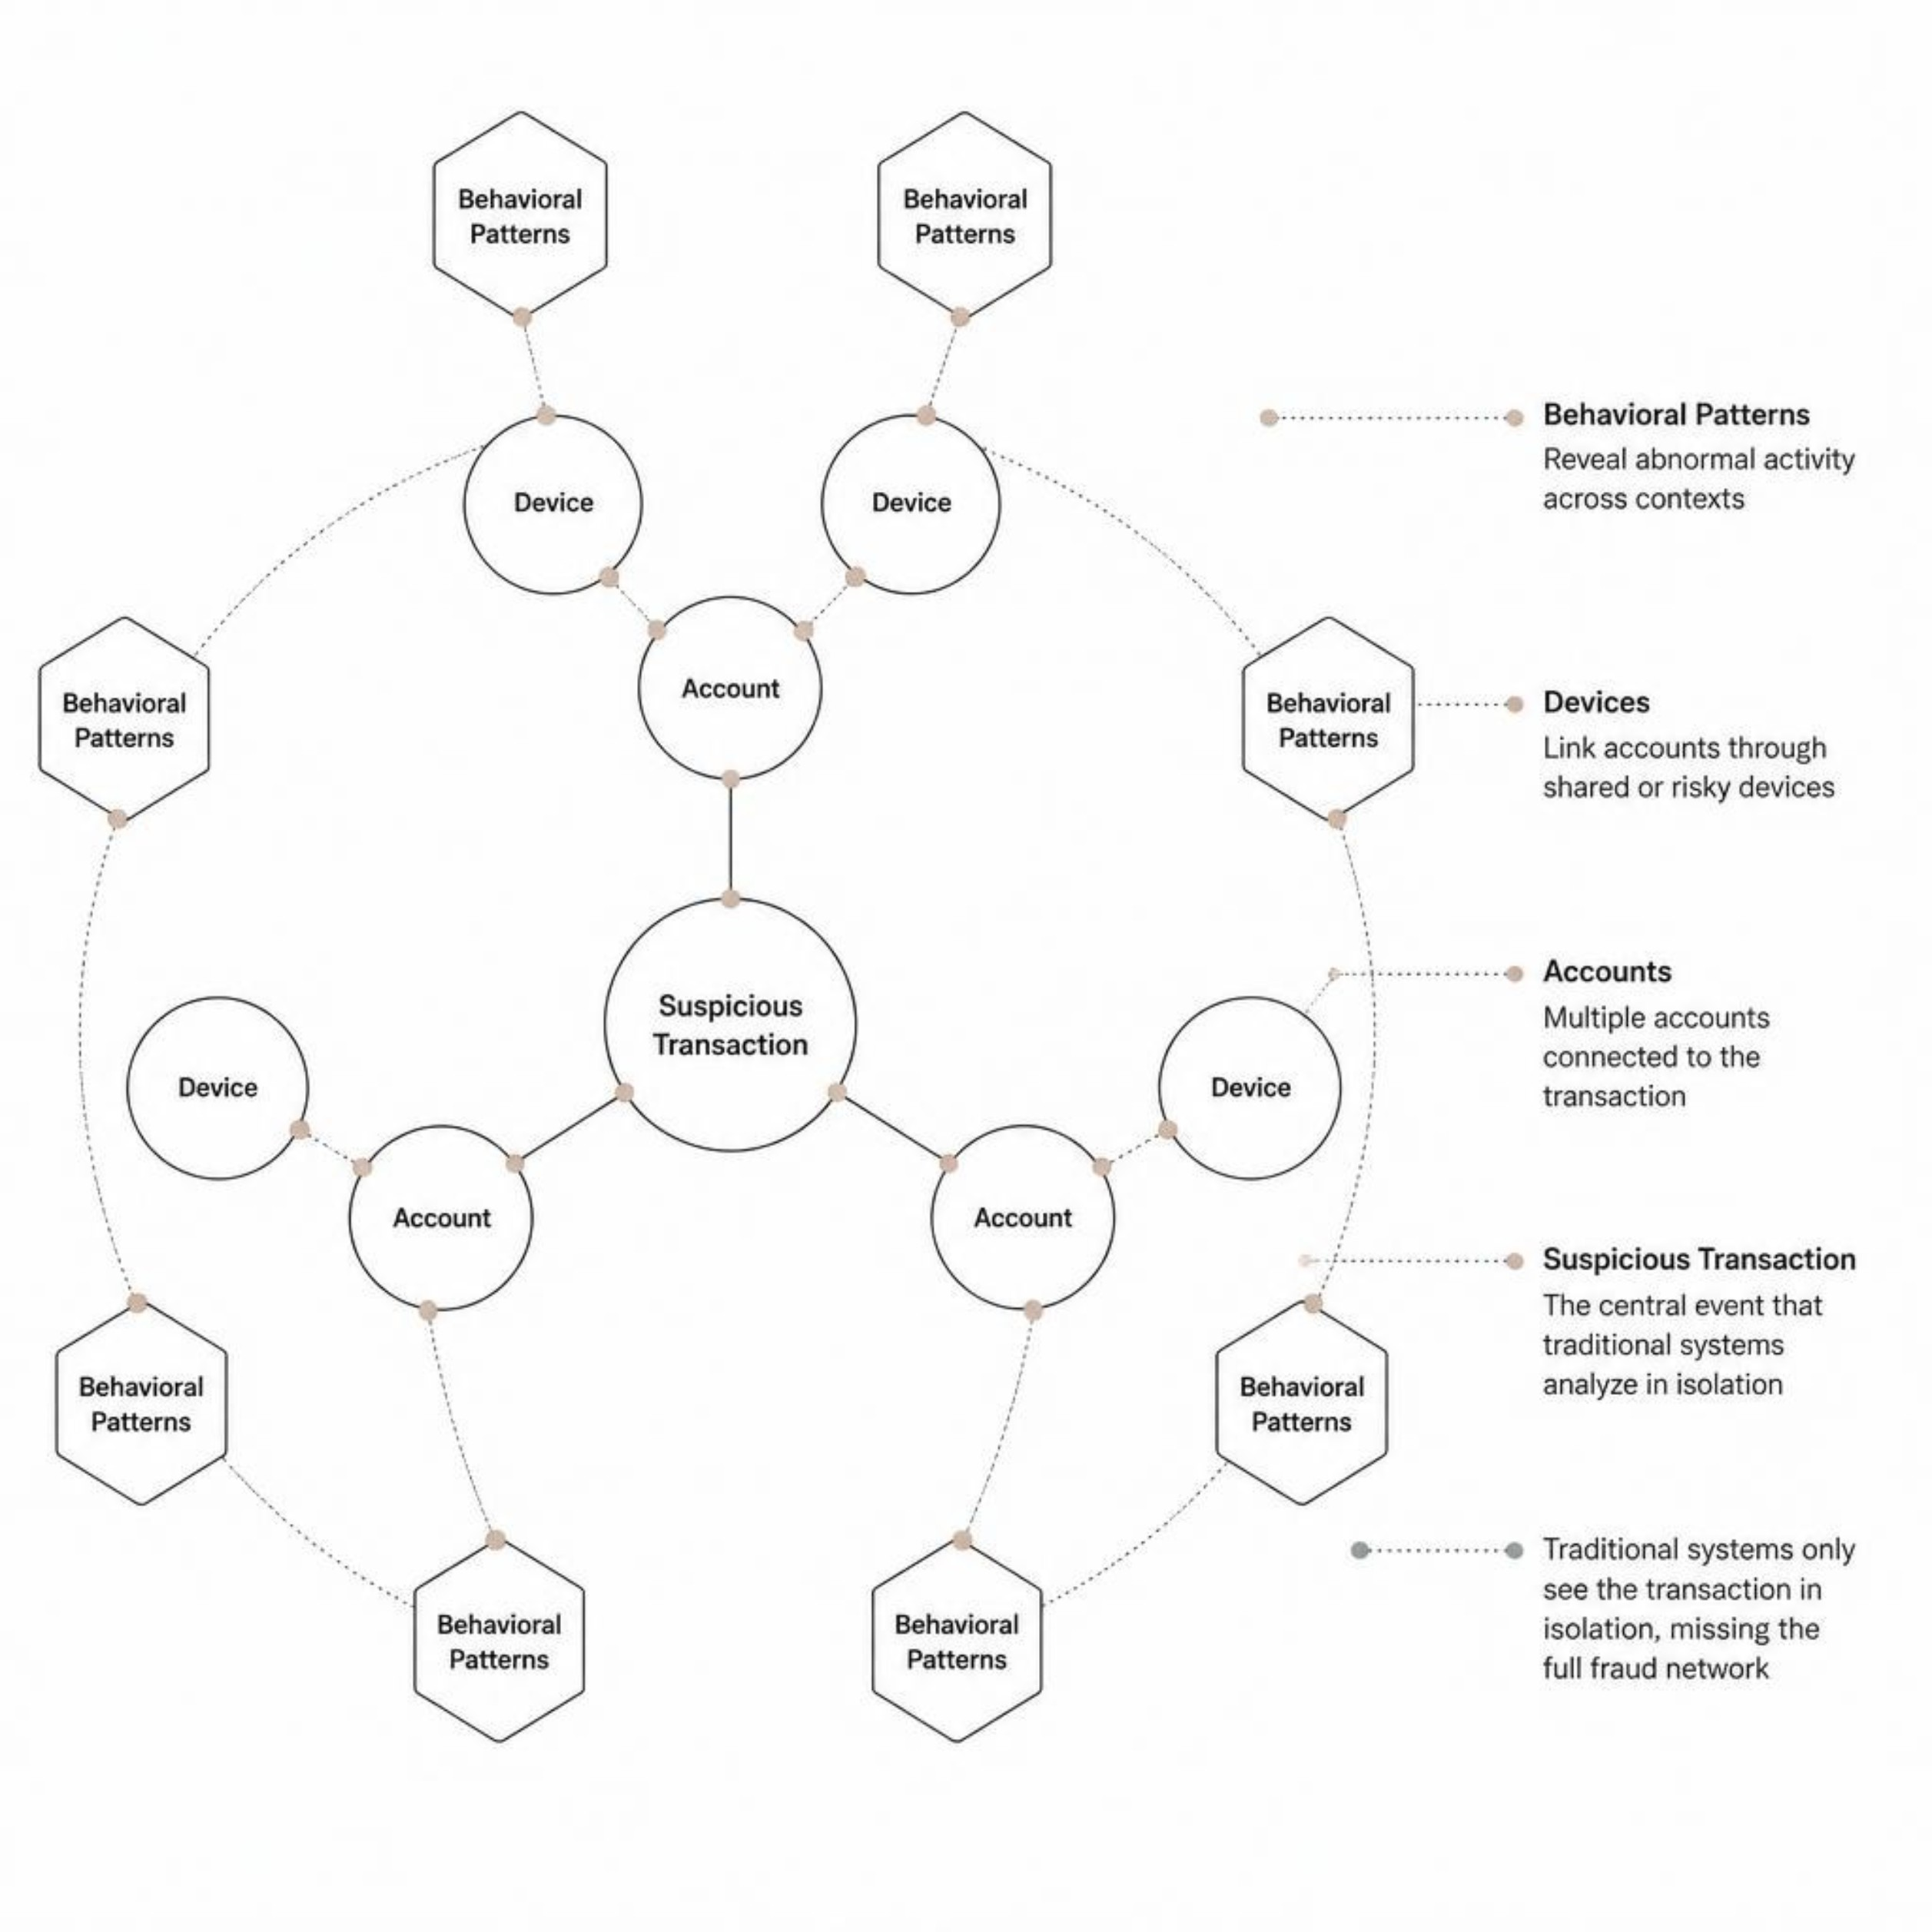 Behavioral
Patterns
Behavioral
Patterns
Device
Device
Account
Behavioral
Patterns
Behavioral
Patterns
Suspicious
Transaction
Device
Device
Account
Account
Behavioral
Patterns
Behavioral
Patterns
Behavioral
Patterns
Behavioral
Patterns
Behavioral Patterns
Reveal abnormal activity
across contexts
Devices
Link accounts through
shared or risky devices
Accounts
Multiple accounts
connected to the
transaction
Suspicious Transaction
The central event that
traditional systems
analyze in isolation
Traditional systems only
see the transaction in
isolation, missing the
full fraud network